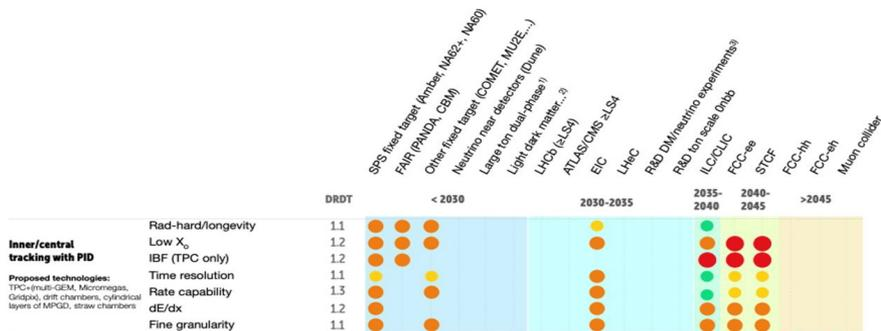 SPS fixed target (Amber, NA62+, NA60)
FAIR (PANDA, CBM)
Other fixed target (COMET, MU2E,...)
Neutrino near detectors (Dune)
Large ton dual-phase¹⁾
Light dark matter... ²⁾
LHCb (≥LS4)
ATLAS/CMS ≥LS4
EIC
LHeC
R&D DM/neutrino experiments³⁾
R&D ton scale 0nbb
ILC/CLIC
FCC-ee
STCF
FCC-hh
FCC-eh
Muon collider
DRDT
< 2030
2030-2035
2035-
2040
2040-
2045
>2045
Inner/central
tracking with PID
Proposed technologies:
TPC+(multi-GEM, Micromegas,
Gridpix), drift chambers, cylindrical
layers of MPGD, straw chambers
Rad-hard/longevity 1.1
Low X₀ 1.2
IBF (TPC only) 1.2
Time resolution 1.1
Rate capability 1.3
dE/dx 1.2
Fine granularity 1.1